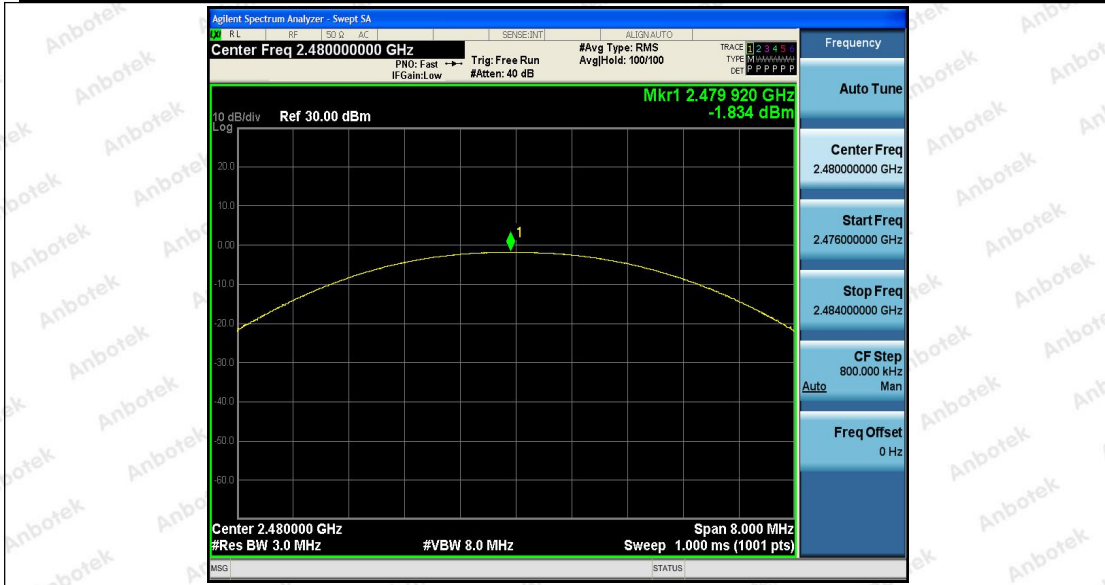 Agilent Spectrum Analyzer - Swept SA
LXI RL RF 50 Ω AC SENSE:INT ALIGNAUTO
Center Freq 2.480000000 GHz
PNO: Fast
IFGain:Low
Trig: Free Run
#Atten: 40 dB
#Avg Type: RMS
Avg|Hold: 100/100
TRACE 1 2 3 4 5 6
TYPE M
DET P P P P P P
Mkr1 2.479 920 GHz
-1.834 dBm
10 dB/div Ref 30.00 dBm
Log
20.0
10.0
0.00
-10.0
-20.0
-30.0
-40.0
-50.0
-60.0
1
Center 2.480000 GHz Span 8.000 MHz
#Res BW 3.0 MHz #VBW 8.0 MHz Sweep 1.000 ms (1001 pts)
MSG STATUS
Frequency
Auto Tune
Center Freq
2.480000000 GHz
Start Freq
2.476000000 GHz
Stop Freq
2.484000000 GHz
CF Step
800.000 kHz
Auto Man
Freq Offset
0 Hz
Anbotek